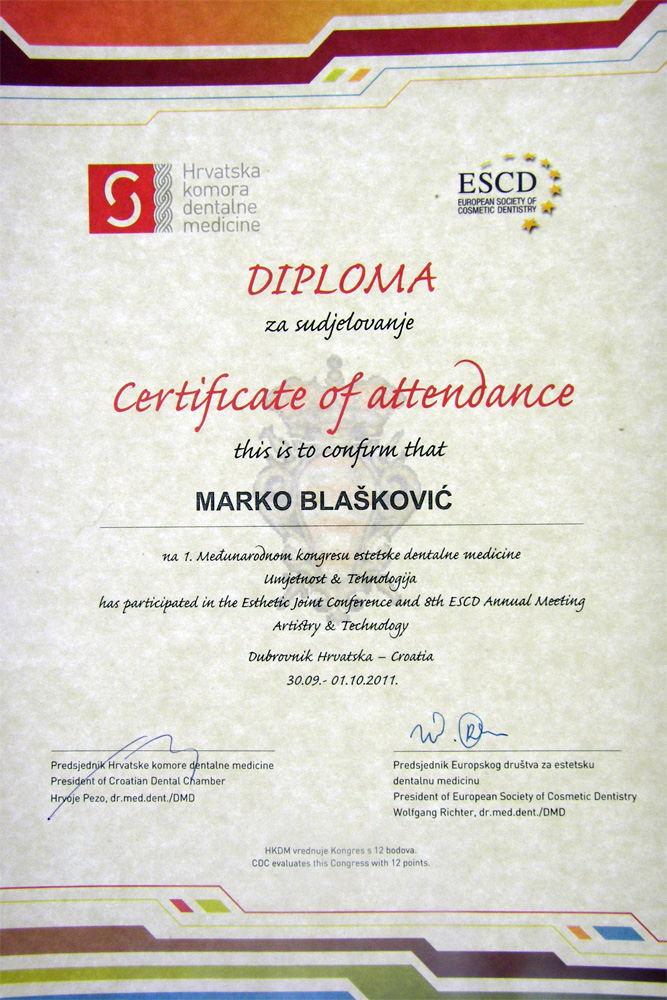 Hrvatska
komora
dentalne
medicine
ESCD
EUROPEAN SOCIETY OF
COSMETIC DENTISTRY
DIPLOMA
za sudjelovanje
Certificate of attendance
this is to confirm that
MARKO BLAŠKOVIĆ
na 1. Međunarodnom kongresu estetske dentalne medicine
Umjetnost & Tehnologija
has participated in the Esthetic Joint Conference and 8th ESCD Annual Meeting
Artistry & Technology
Dubrovnik Hrvatska – Croatia
30.09.- 01.10.2011.
Predsjednik Hrvatske komore dentalne medicine
President of Croatian Dental Chamber
Hrvoje Pezo, dr.med.dent./DMD
Predsjednik Europskog društva za estetsku
dentalnu medicinu
President of European Society of Cosmetic Dentistry
Wolfgang Richter, dr.med.dent./DMD
HKDM vrednuje Kongres s 12 bodova.
CDC evaluates this Congress with 12 points.